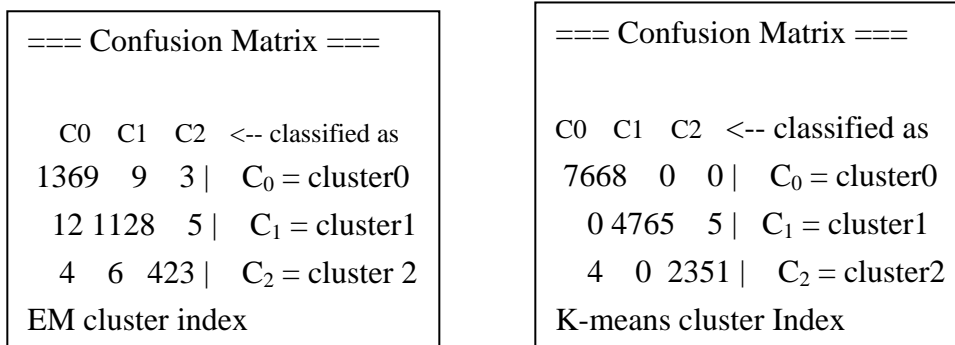 === Confusion Matrix ===
C0 C1 C2 <-- classified as
1369 9 3 | C₀ = cluster0
12 1128 5 | C₁ = cluster1
4 6 423 | C₂ = cluster 2
EM cluster index
=== Confusion Matrix ===
C0 C1 C2 <-- classified as
7668 0 0 | C₀ = cluster0
0 4765 5 | C₁ = cluster1
4 0 2351 | C₂ = cluster2
K-means cluster Index